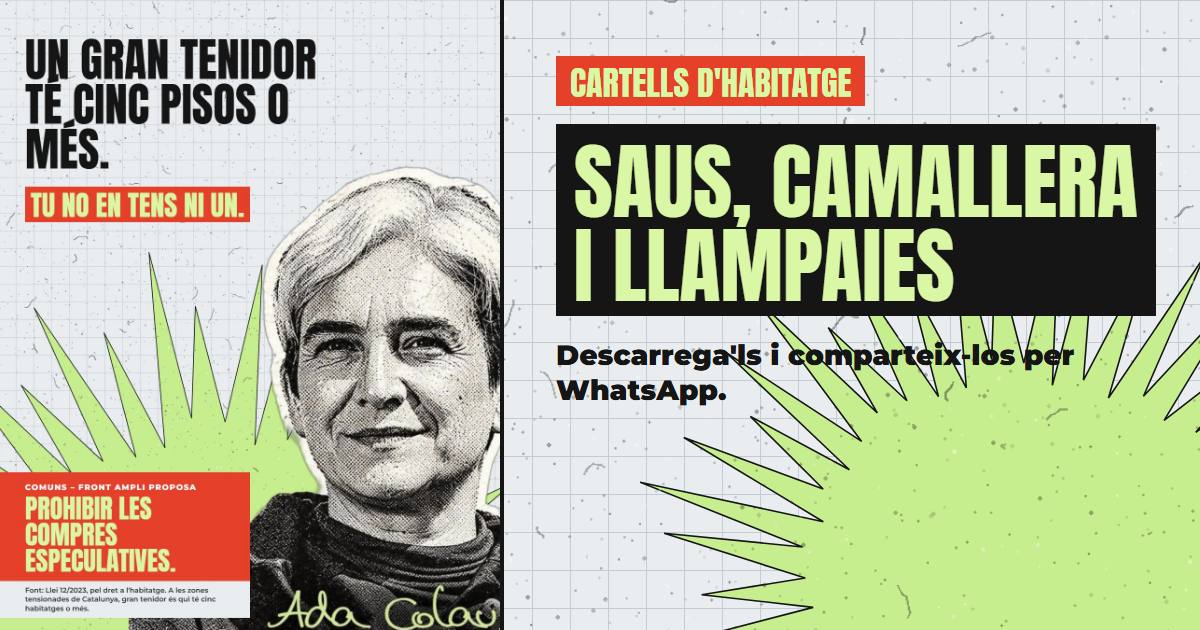 UN GRAN TENIDOR
TÉ CINC PISOS O
MÉS.
TU NO EN TENS NI UN.
COMUNS – FRONT AMPLI PROPOSA
PROHIBIR LES
COMPRES
ESPECULATIVES.
Font: Llei 12/2023, pel dret a l'habitatge. A les zones
tensionades de Catalunya, gran tenidor és qui té cinc
habitatges o més.
Ada Colau
CARTELLS D'HABITATGE
SAUS, CAMALLERA
I LLAMPAIES
Descarrega'ls i comparteix-los per
WhatsApp.